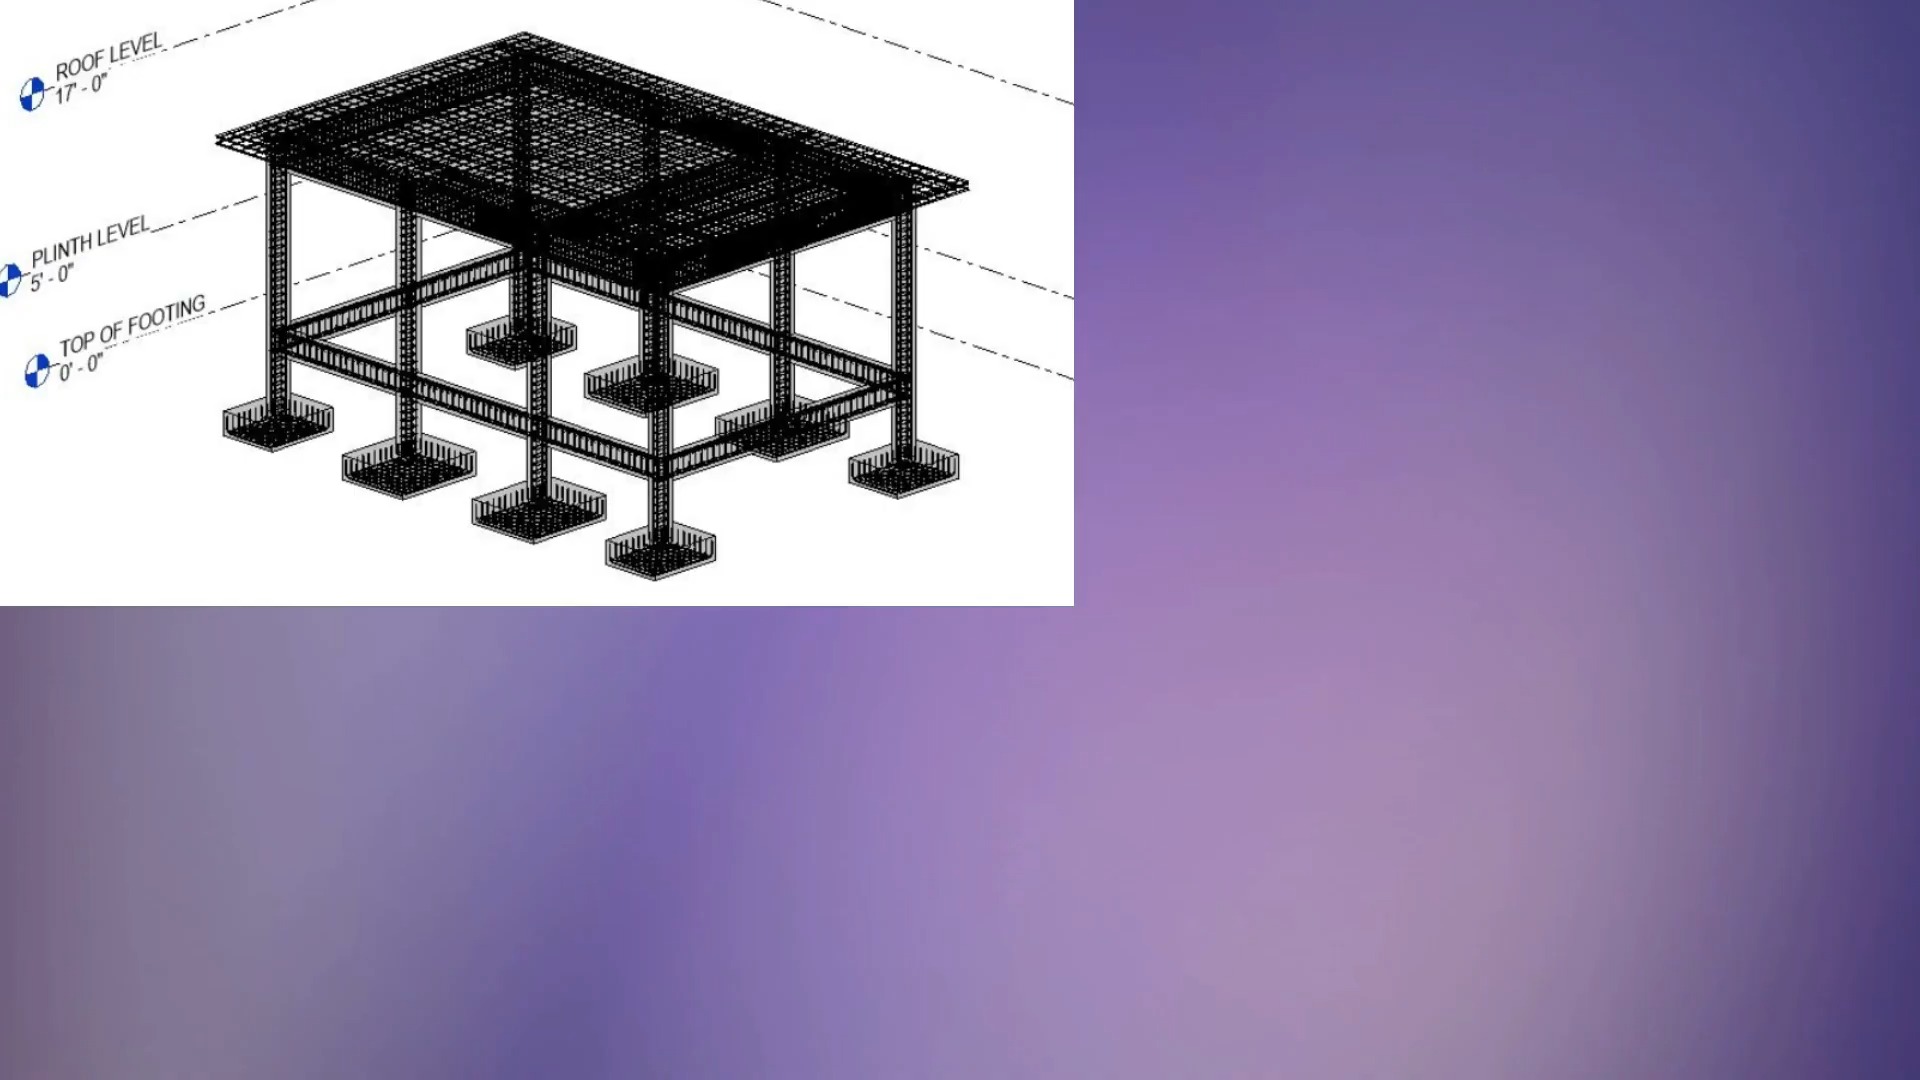 ROOF LEVEL
17' - 0"
PLINTH LEVEL
5' - 0"
TOP OF FOOTING
0' - 0"